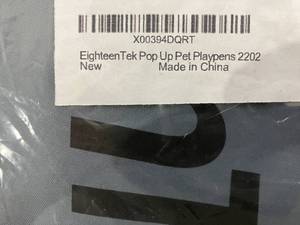 X00394DQRT
EighteenTek Pop Up Pet Playpens 2202
New Made in China